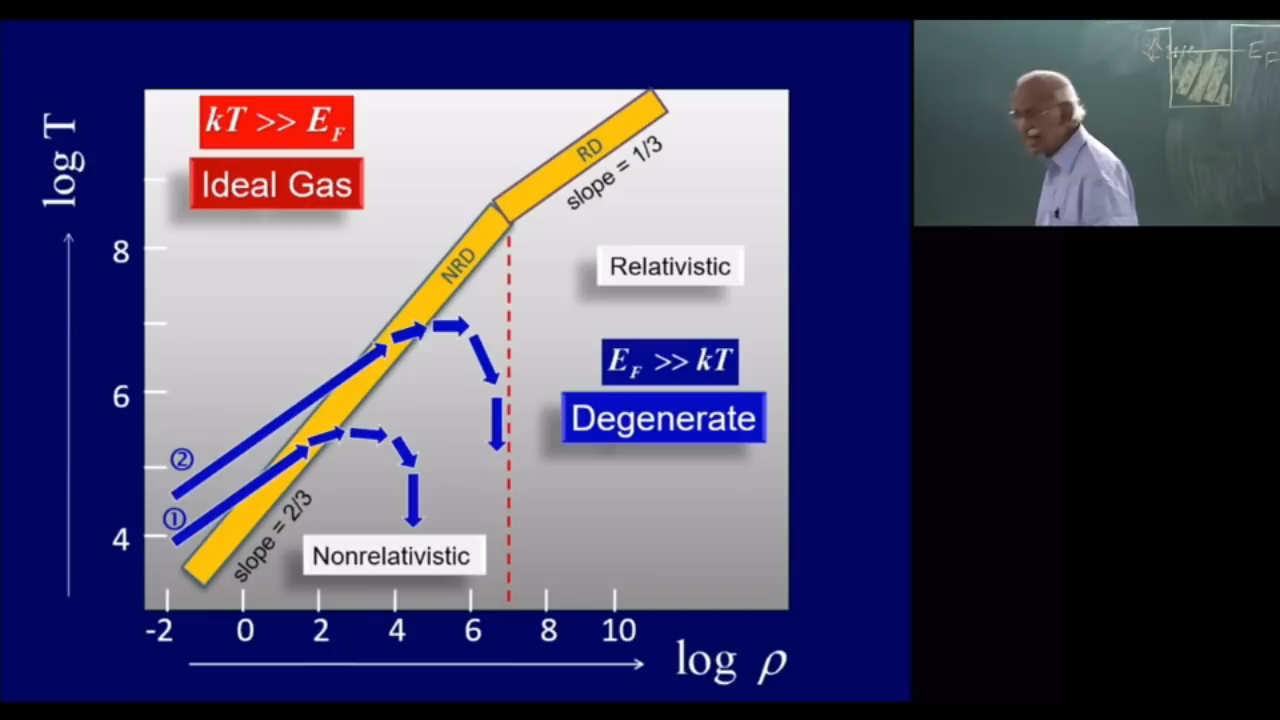 log T
kT >> E_F
Ideal Gas
RD
slope = 1/3
8
NRD
Relativistic
E_F >> kT
6
Degenerate
②
①
4
slope = 2/3
Nonrelativistic
-2 0 2 4 6 8 10
log ρ
E_F